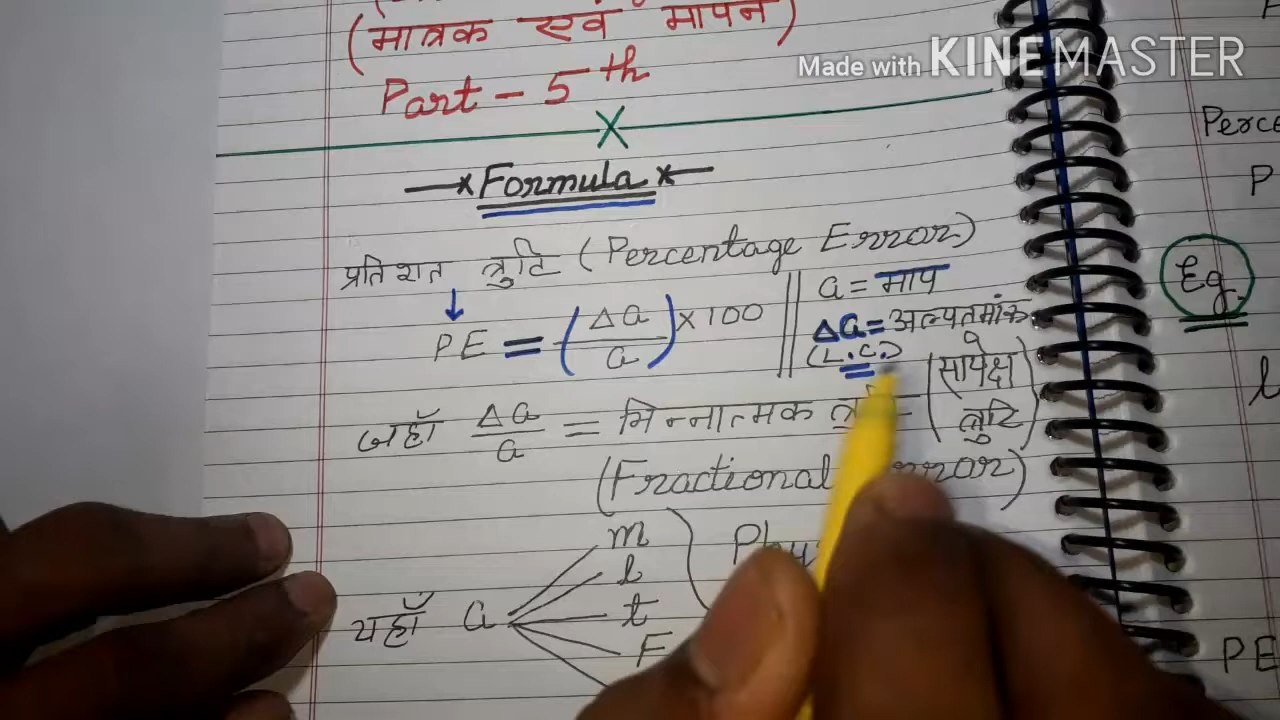 (मात्रक एवं मापन)
Made with KINEMASTER
Part - 5th
Formula
प्रतिशत त्रुटि (Percentage Error)
PE = (Δa/a) × 100
a = माप
Δa = अल्पतमांक
(L.C.)
जहाँ Δa/a = भिन्नात्मक
(सापेक्ष त्रुटि)
(Fractional
यहाँ a
m
l
t
F
Eg
l
PE